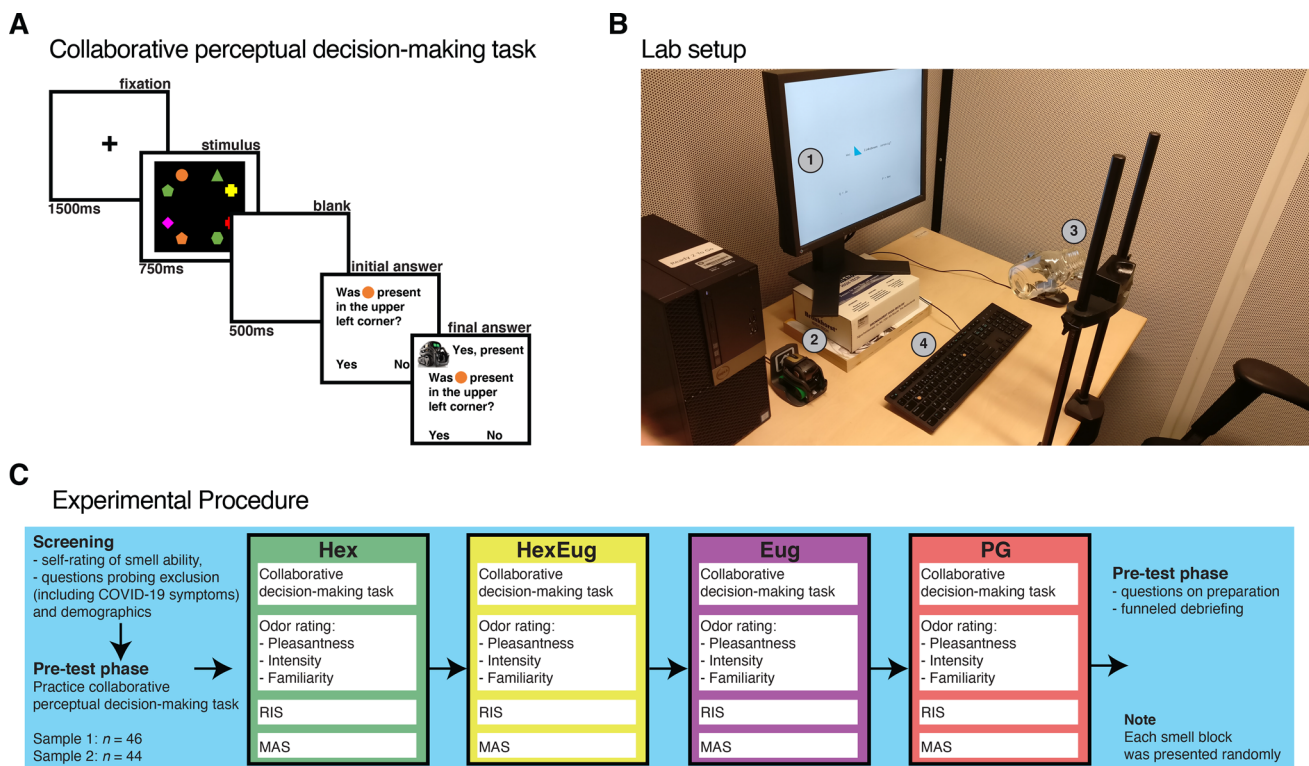 A
Collaborative perceptual decision-making task
fixation
1500ms
stimulus
750ms
blank
500ms
initial answer
Was present
in the upper
left corner?
Yes No
final answer
Yes, present
Was present
in the upper
left corner?
Yes No
B
Lab setup
1
2
3
4
C
Experimental Procedure
Screening
- self-rating of smell ability,
- questions probing exclusion
(including COVID-19 symptoms)
and demographics
Pre-test phase
Practice collaborative
perceptual decision-making task
Sample 1: n = 46
Sample 2: n = 44
Hex
Collaborative
decision-making task
Odor rating:
- Pleasantness
- Intensity
- Familiarity
RIS
MAS
HexEug
Collaborative
decision-making task
Odor rating:
- Pleasantness
- Intensity
- Familiarity
RIS
MAS
Eug
Collaborative
decision-making task
Odor rating:
- Pleasantness
- Intensity
- Familiarity
RIS
MAS
PG
Collaborative
decision-making task
Odor rating:
- Pleasantness
- Intensity
- Familiarity
RIS
MAS
Pre-test phase
- questions on preparation
- funneled debriefing
Note
Each smell block
was presented randomly